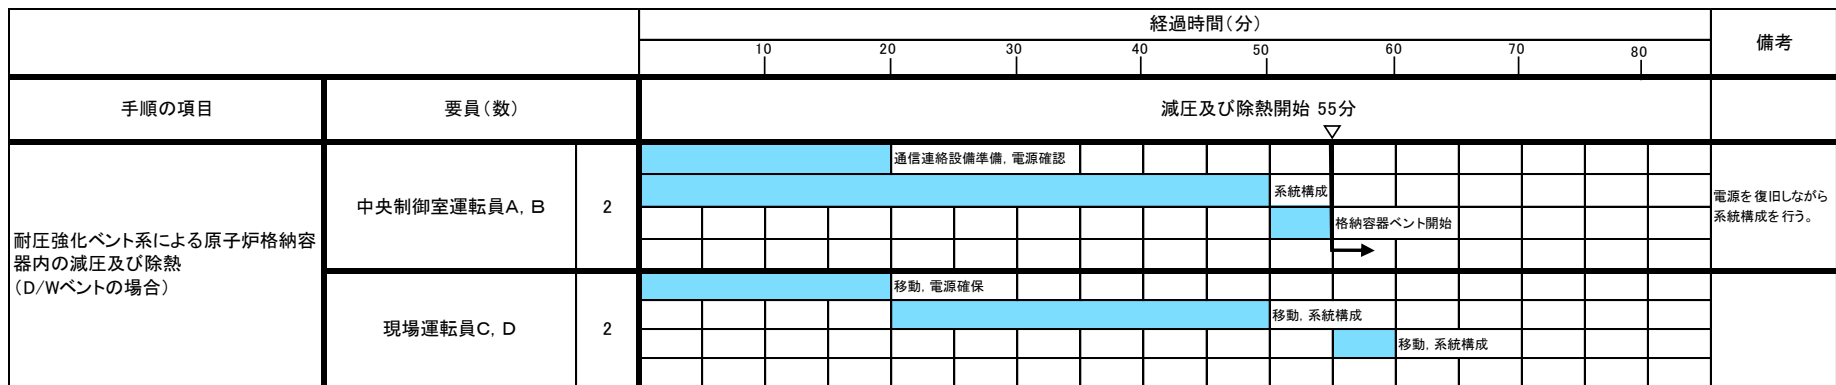 経過時間(分)
備考
10 20 30 40 50 60 70 80
手順の項目
要員(数)
減圧及び除熱開始 55分
耐圧強化ベント系による原子炉格納容
器内の減圧及び除熱
(D/Wベントの場合)
中央制御室運転員A, B
2
通信連絡設備準備, 電源確認
系統構成
格納容器ベント開始
電源を復旧しながら
系統構成を行う。
現場運転員C, D
2
移動, 電源確保
移動, 系統構成
移動, 系統構成